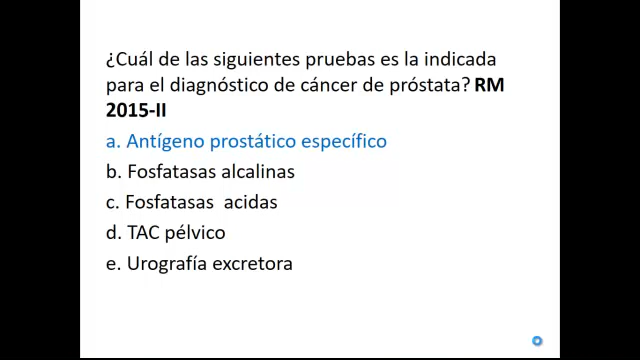 ¿Cuál de las siguientes pruebas es la indicada
para el diagnóstico de cáncer de próstata? RM
2015-II
a. Antígeno prostático específico
b. Fosfatasas alcalinas
c. Fosfatasas acidas
d. TAC pélvico
e. Urografía excretora